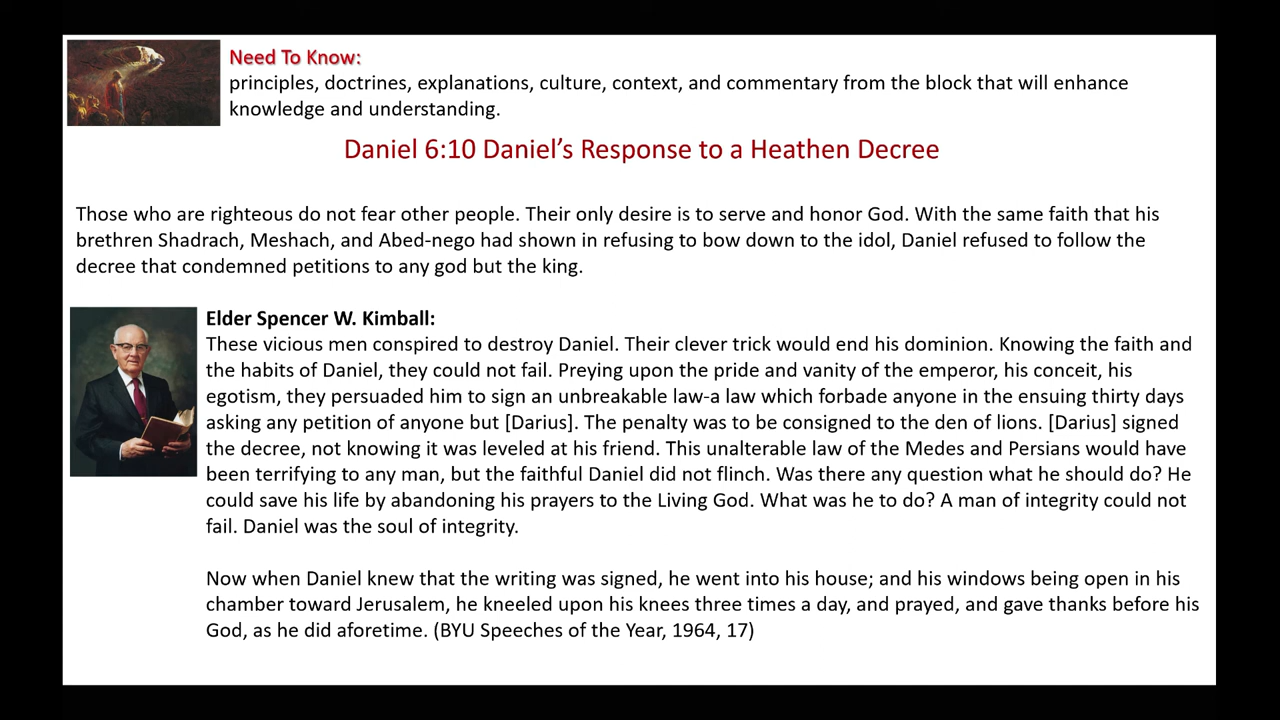 Need To Know:
principles, doctrines, explanations, culture, context, and commentary from the block that will enhance
knowledge and understanding.
Daniel 6:10 Daniel’s Response to a Heathen Decree
Those who are righteous do not fear other people. Their only desire is to serve and honor God. With the same faith that his
brethren Shadrach, Meshach, and Abed-nego had shown in refusing to bow down to the idol, Daniel refused to follow the
decree that condemned petitions to any god but the king.
Elder Spencer W. Kimball:
These vicious men conspired to destroy Daniel. Their clever trick would end his dominion. Knowing the faith and
the habits of Daniel, they could not fail. Preying upon the pride and vanity of the emperor, his conceit, his
egotism, they persuaded him to sign an unbreakable law-a law which forbade anyone in the ensuing thirty days
asking any petition of anyone but [Darius]. The penalty was to be consigned to the den of lions. [Darius] signed
the decree, not knowing it was leveled at his friend. This unalterable law of the Medes and Persians would have
been terrifying to any man, but the faithful Daniel did not flinch. Was there any question what he should do? He
could save his life by abandoning his prayers to the Living God. What was he to do? A man of integrity could not
fail. Daniel was the soul of integrity.
Now when Daniel knew that the writing was signed, he went into his house; and his windows being open in his
chamber toward Jerusalem, he kneeled upon his knees three times a day, and prayed, and gave thanks before his
God, as he did aforetime. (BYU Speeches of the Year, 1964, 17)